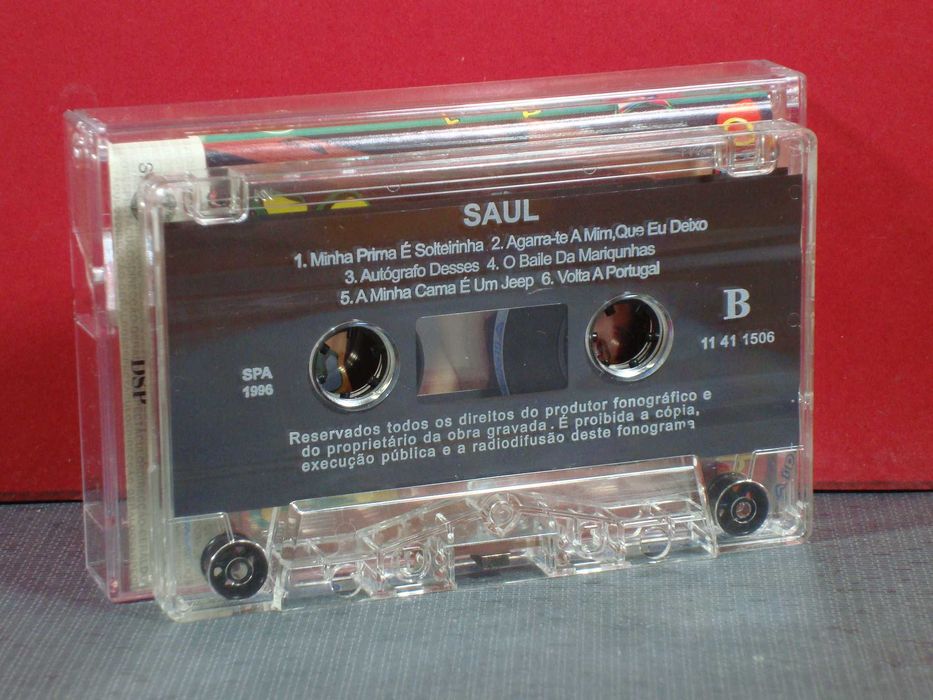 SAUL
1. Minha Prima É Solteirinha 2. Agarra-te A Mim,Que Eu Deixo
3. Autógrafo Desses 4. O Baile Da Mariqunhas
5. A Minha Cama É Um Jeep 6. Volta A Portugal
B
11 41 1506
SPA
1996
Reservados todos os direitos do produtor fonográfico e
do proprietário da obra gravada . É proibida a cópia,
execução pública e a radiodifusão deste fonograma